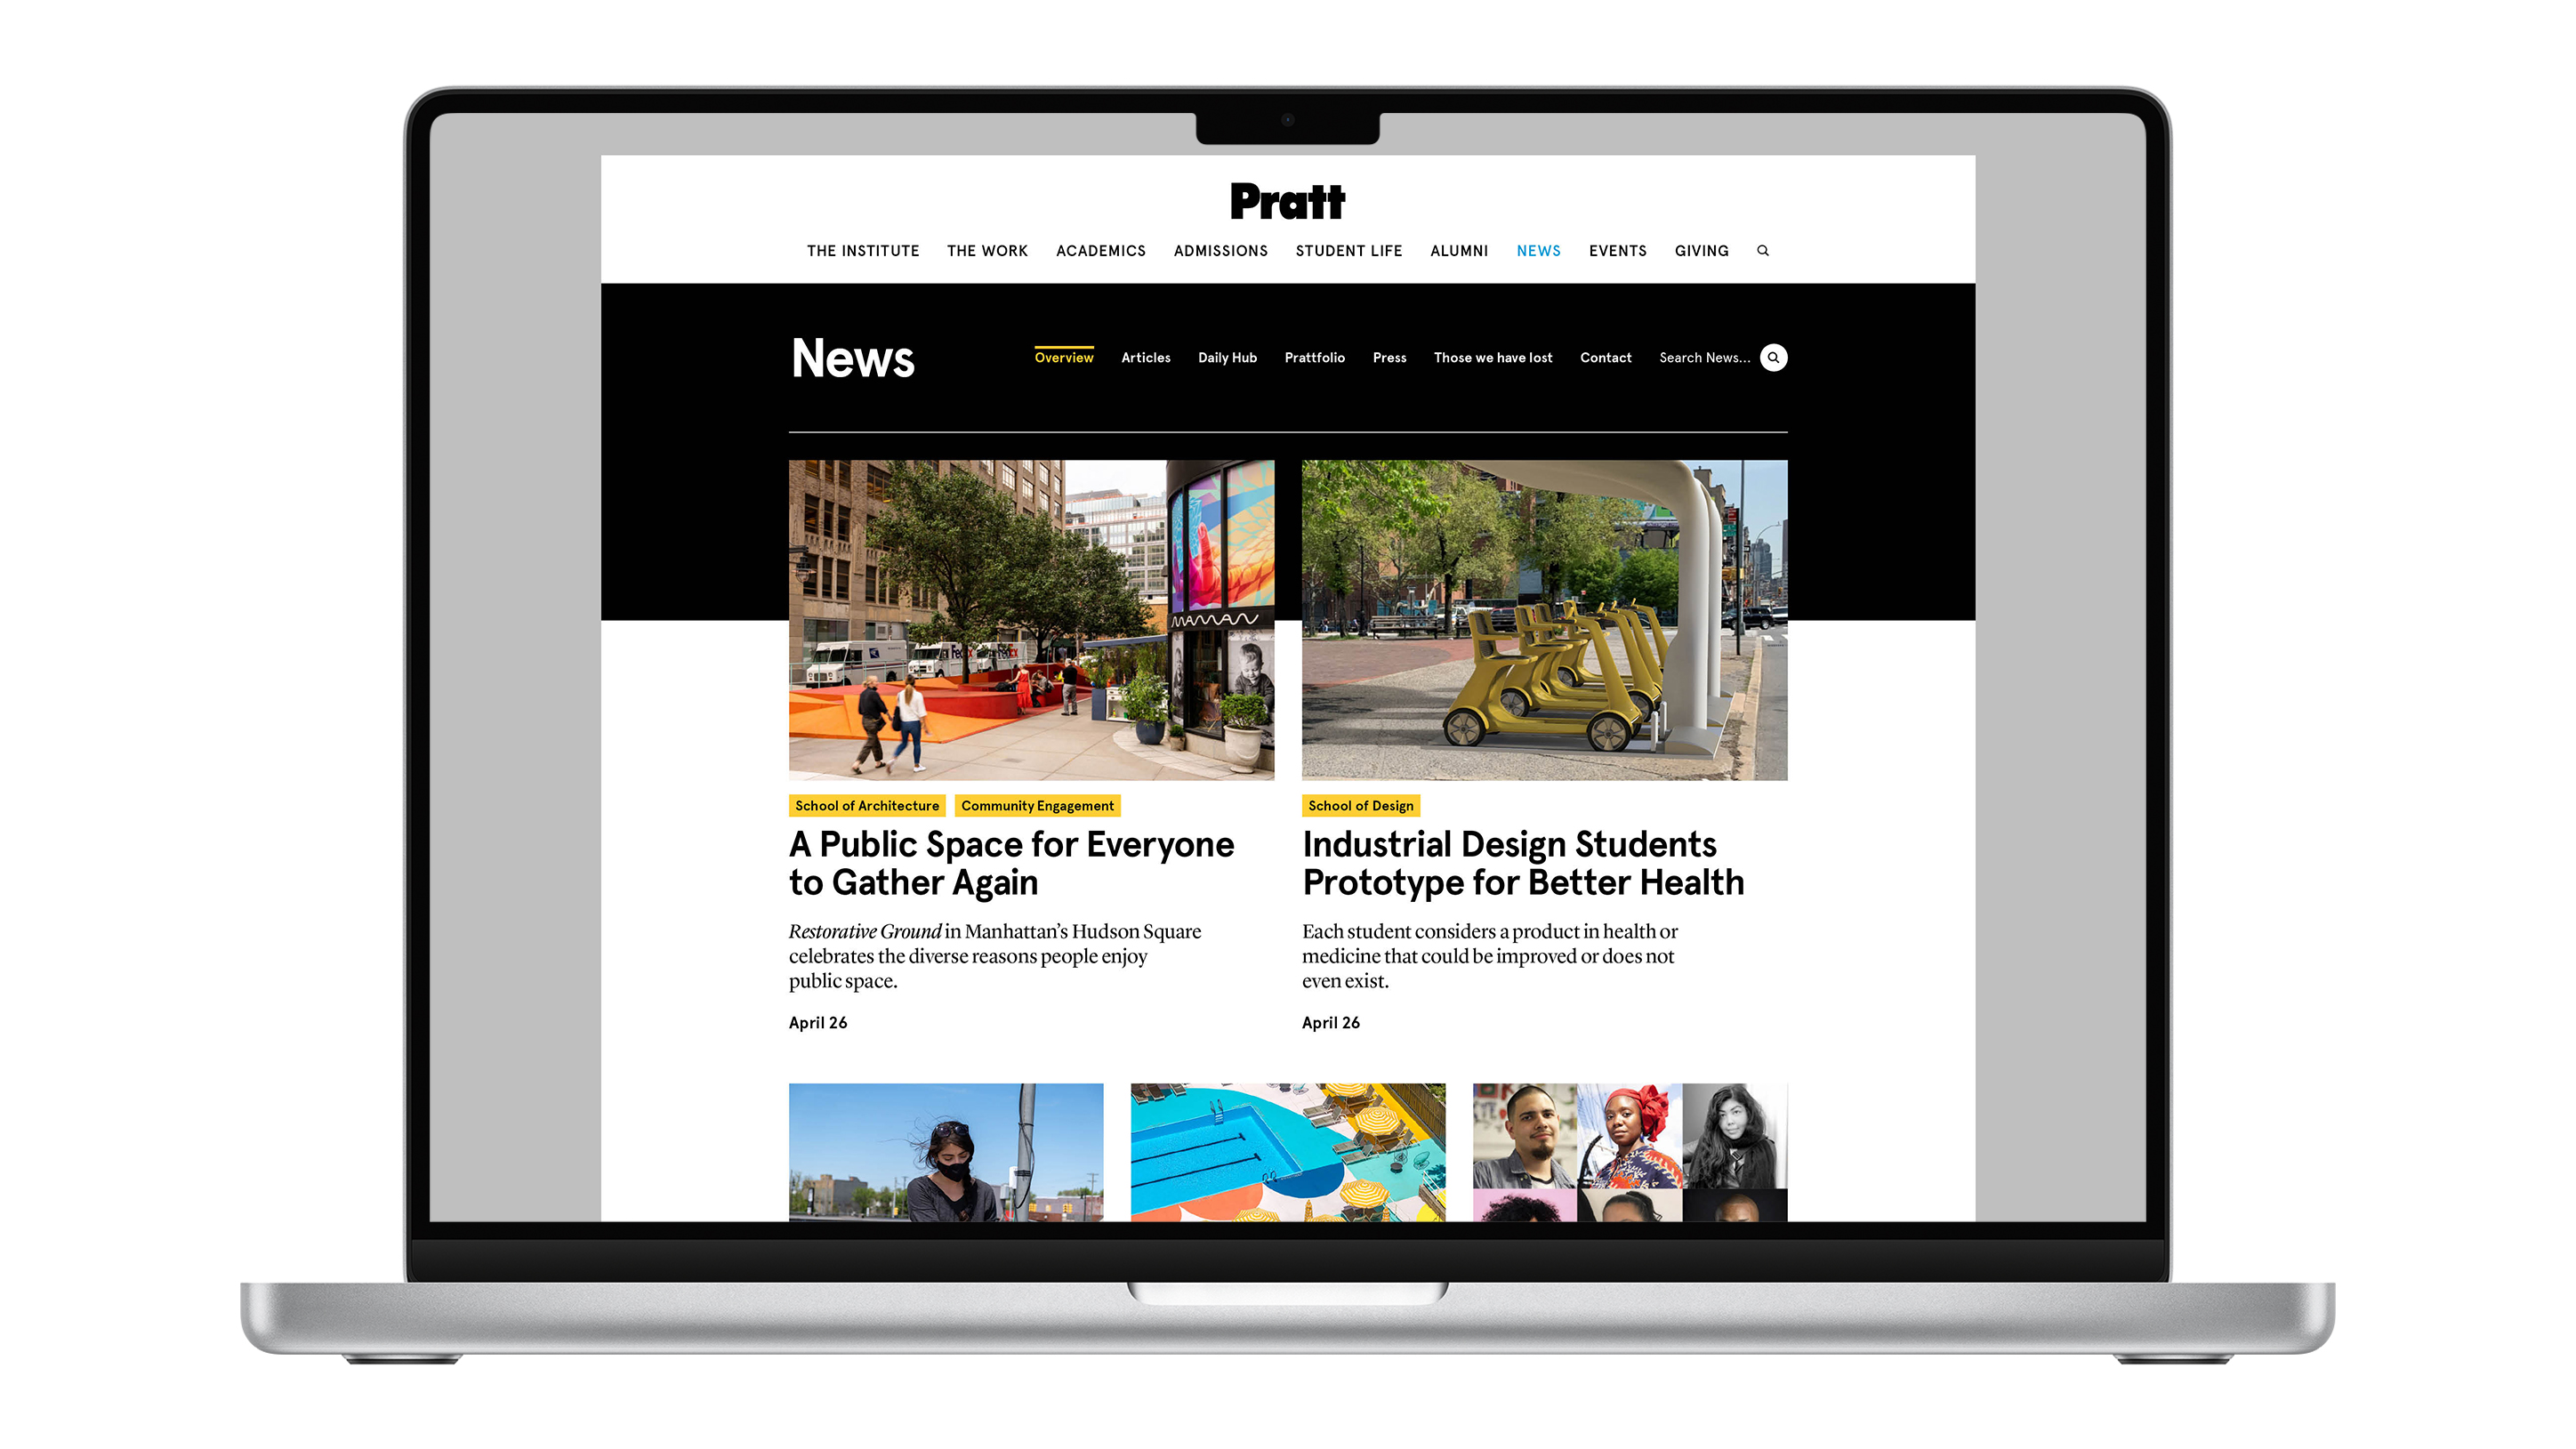 Pratt
THE INSTITUTE THE WORK ACADEMICS ADMISSIONS STUDENT LIFE ALUMNI NEWS EVENTS GIVING
News
Overview Articles Daily Hub Prattfolio Press Those we have lost Contact Search News...
MAMAN
FedEx FedEx
School of Architecture Community Engagement
A Public Space for Everyone
to Gather Again
Restorative Ground in Manhattan’s Hudson Square
celebrates the diverse reasons people enjoy
public space.
April 26
School of Design
Industrial Design Students
Prototype for Better Health
Each student considers a product in health or
medicine that could be improved or does not
even exist.
April 26